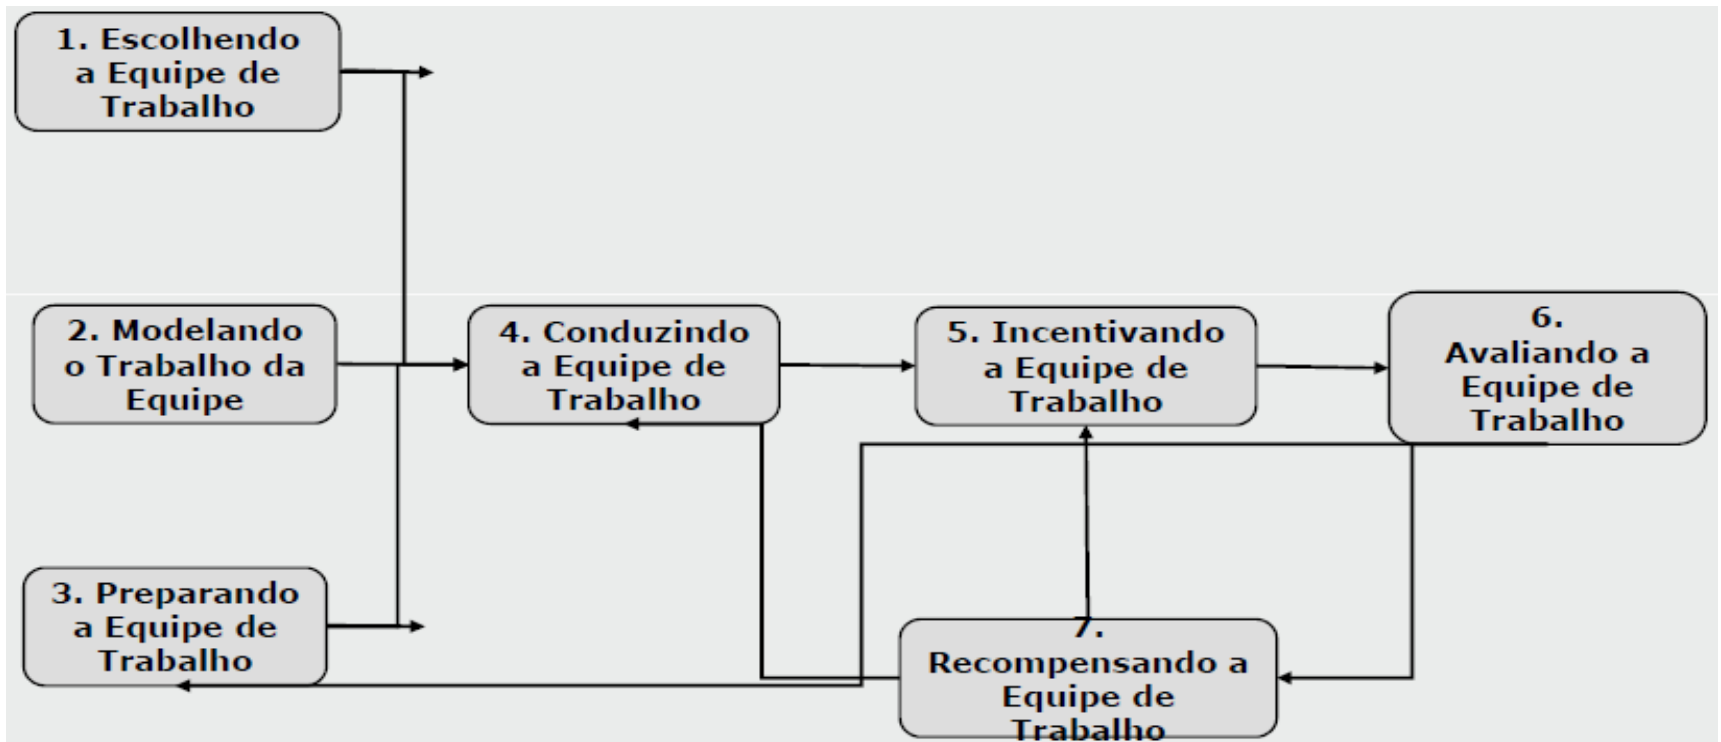 1. Escolhendo
a Equipe de
Trabalho
2. Modelando
o Trabalho da
Equipe
3. Preparando
a Equipe de
Trabalho
4. Conduzindo
a Equipe de
Trabalho
5. Incentivando
a Equipe de
Trabalho
6.
Avaliando a
Equipe de
Trabalho
7.
Recompensando a
Equipe de
Trabalho